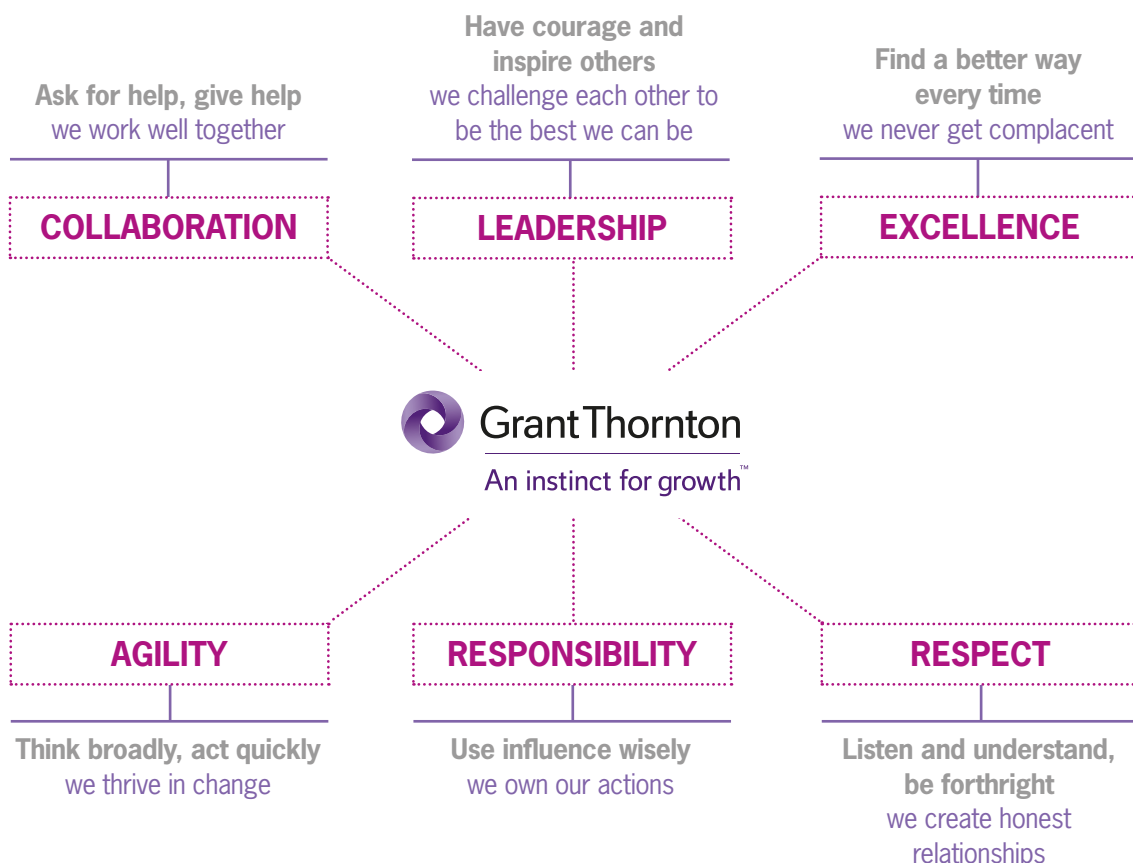 Ask for help, give help
we work well together
COLLABORATION
Have courage and
inspire others
we challenge each other to
be the best we can be
LEADERSHIP
Find a better way
every time
we never get complacent
EXCELLENCE
Grant Thornton
An instinct for growth™
AGILITY
Think broadly, act quickly
we thrive in change
RESPONSIBILITY
Use influence wisely
we own our actions
RESPECT
Listen and understand,
be forthright
we create honest
relationships